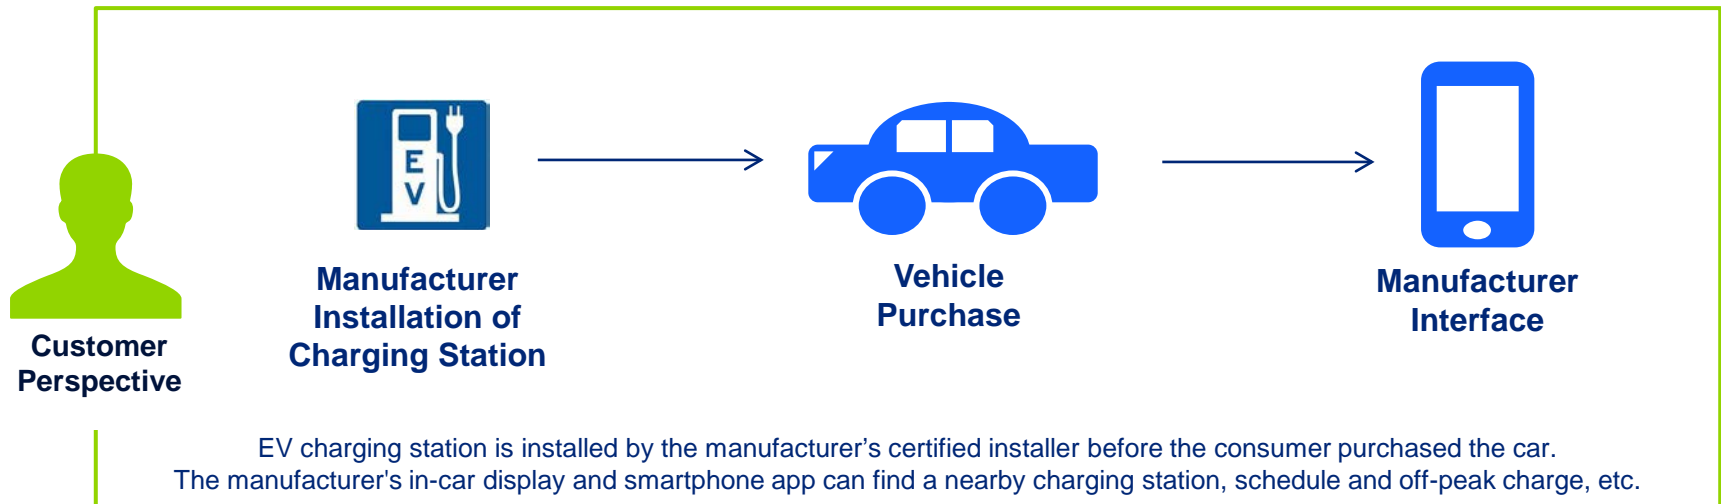 EV
Manufacturer
Installation of
Charging Station
Vehicle
Purchase
Manufacturer
Interface
Customer
Perspective
EV charging station is installed by the manufacturer’s certified installer before the consumer purchased the car.
The manufacturer's in-car display and smartphone app can find a nearby charging station, schedule and off-peak charge, etc.